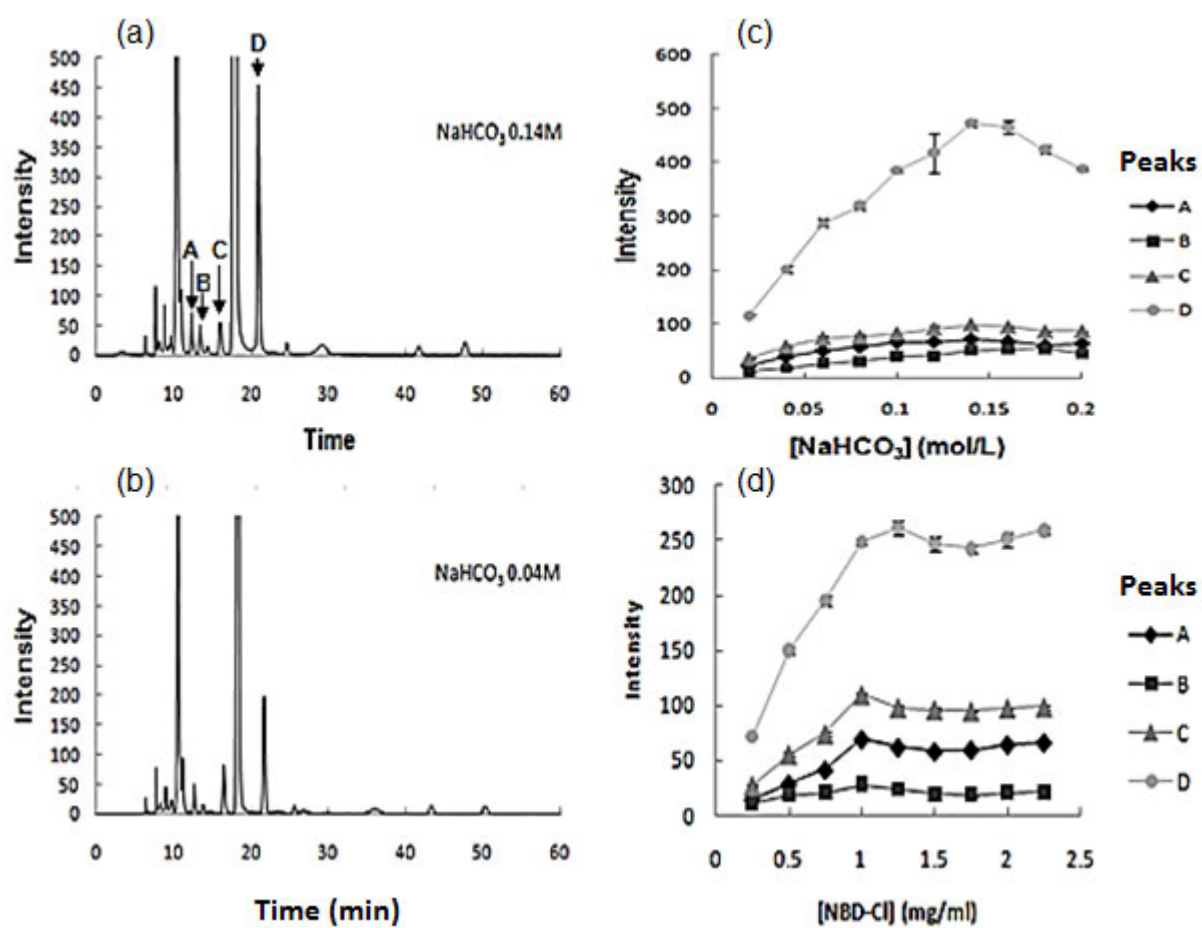 (a)
D
500
450
400
350
300
250
200
150
100
50
0
Intensity
NaHCO3 0.14M
A
B
C
0 10 20 30 40 50 60
Time
(b)
500
450
400
350
300
250
200
150
100
50
0
Intensity
NaHCO3 0.04M
0 10 20 30 40 50 60
Time (min)
(c)
600
500
400
300
200
100
0
Intensity
0 0.05 0.1 0.15 0.2
[NaHCO3] (mol/L)
Peaks
A
B
C
D
(d)
300
250
200
150
100
50
0
Intensity
0 0.5 1 1.5 2 2.5
[NBD-Cl] (mg/ml)
Peaks
A
B
C
D